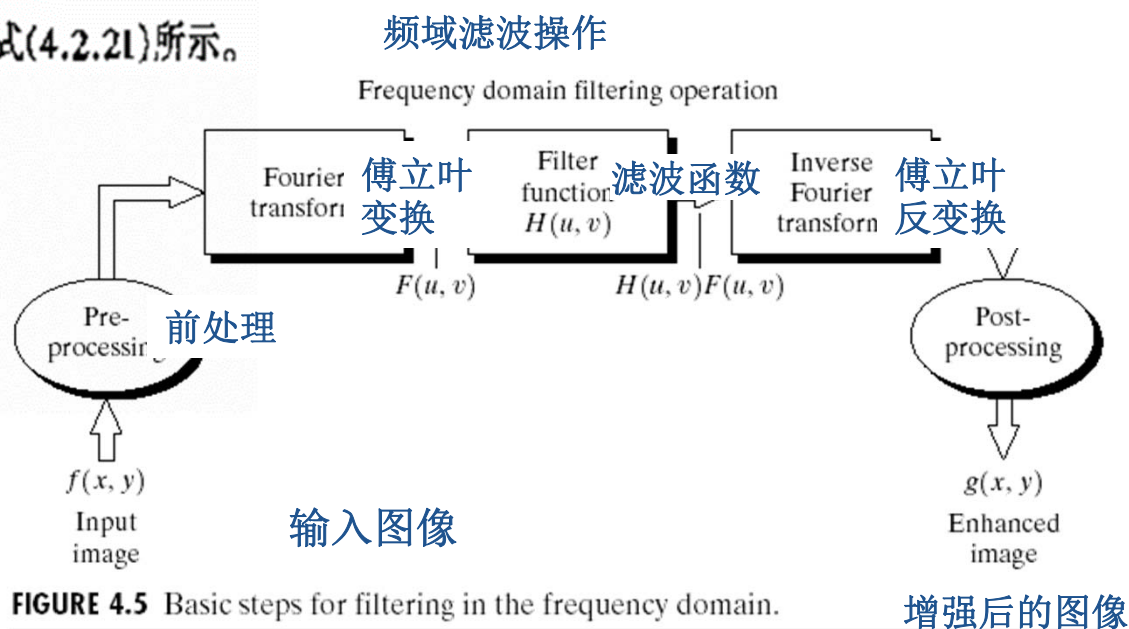 式(4.2.21)所示。
频域滤波操作
Frequency domain filtering operation
Fourier
transform
傅立叶
变换
Filter
function
H(u, v)
滤波函数
Inverse
Fourier
transform
傅立叶
反变换
F(u, v)
H(u, v)F(u, v)
Pre-
processing
前处理
Post-
processing
f(x, y)
Input
image
输入图像
g(x, y)
Enhanced
image
FIGURE 4.5 Basic steps for filtering in the frequency domain.
增强后的图像